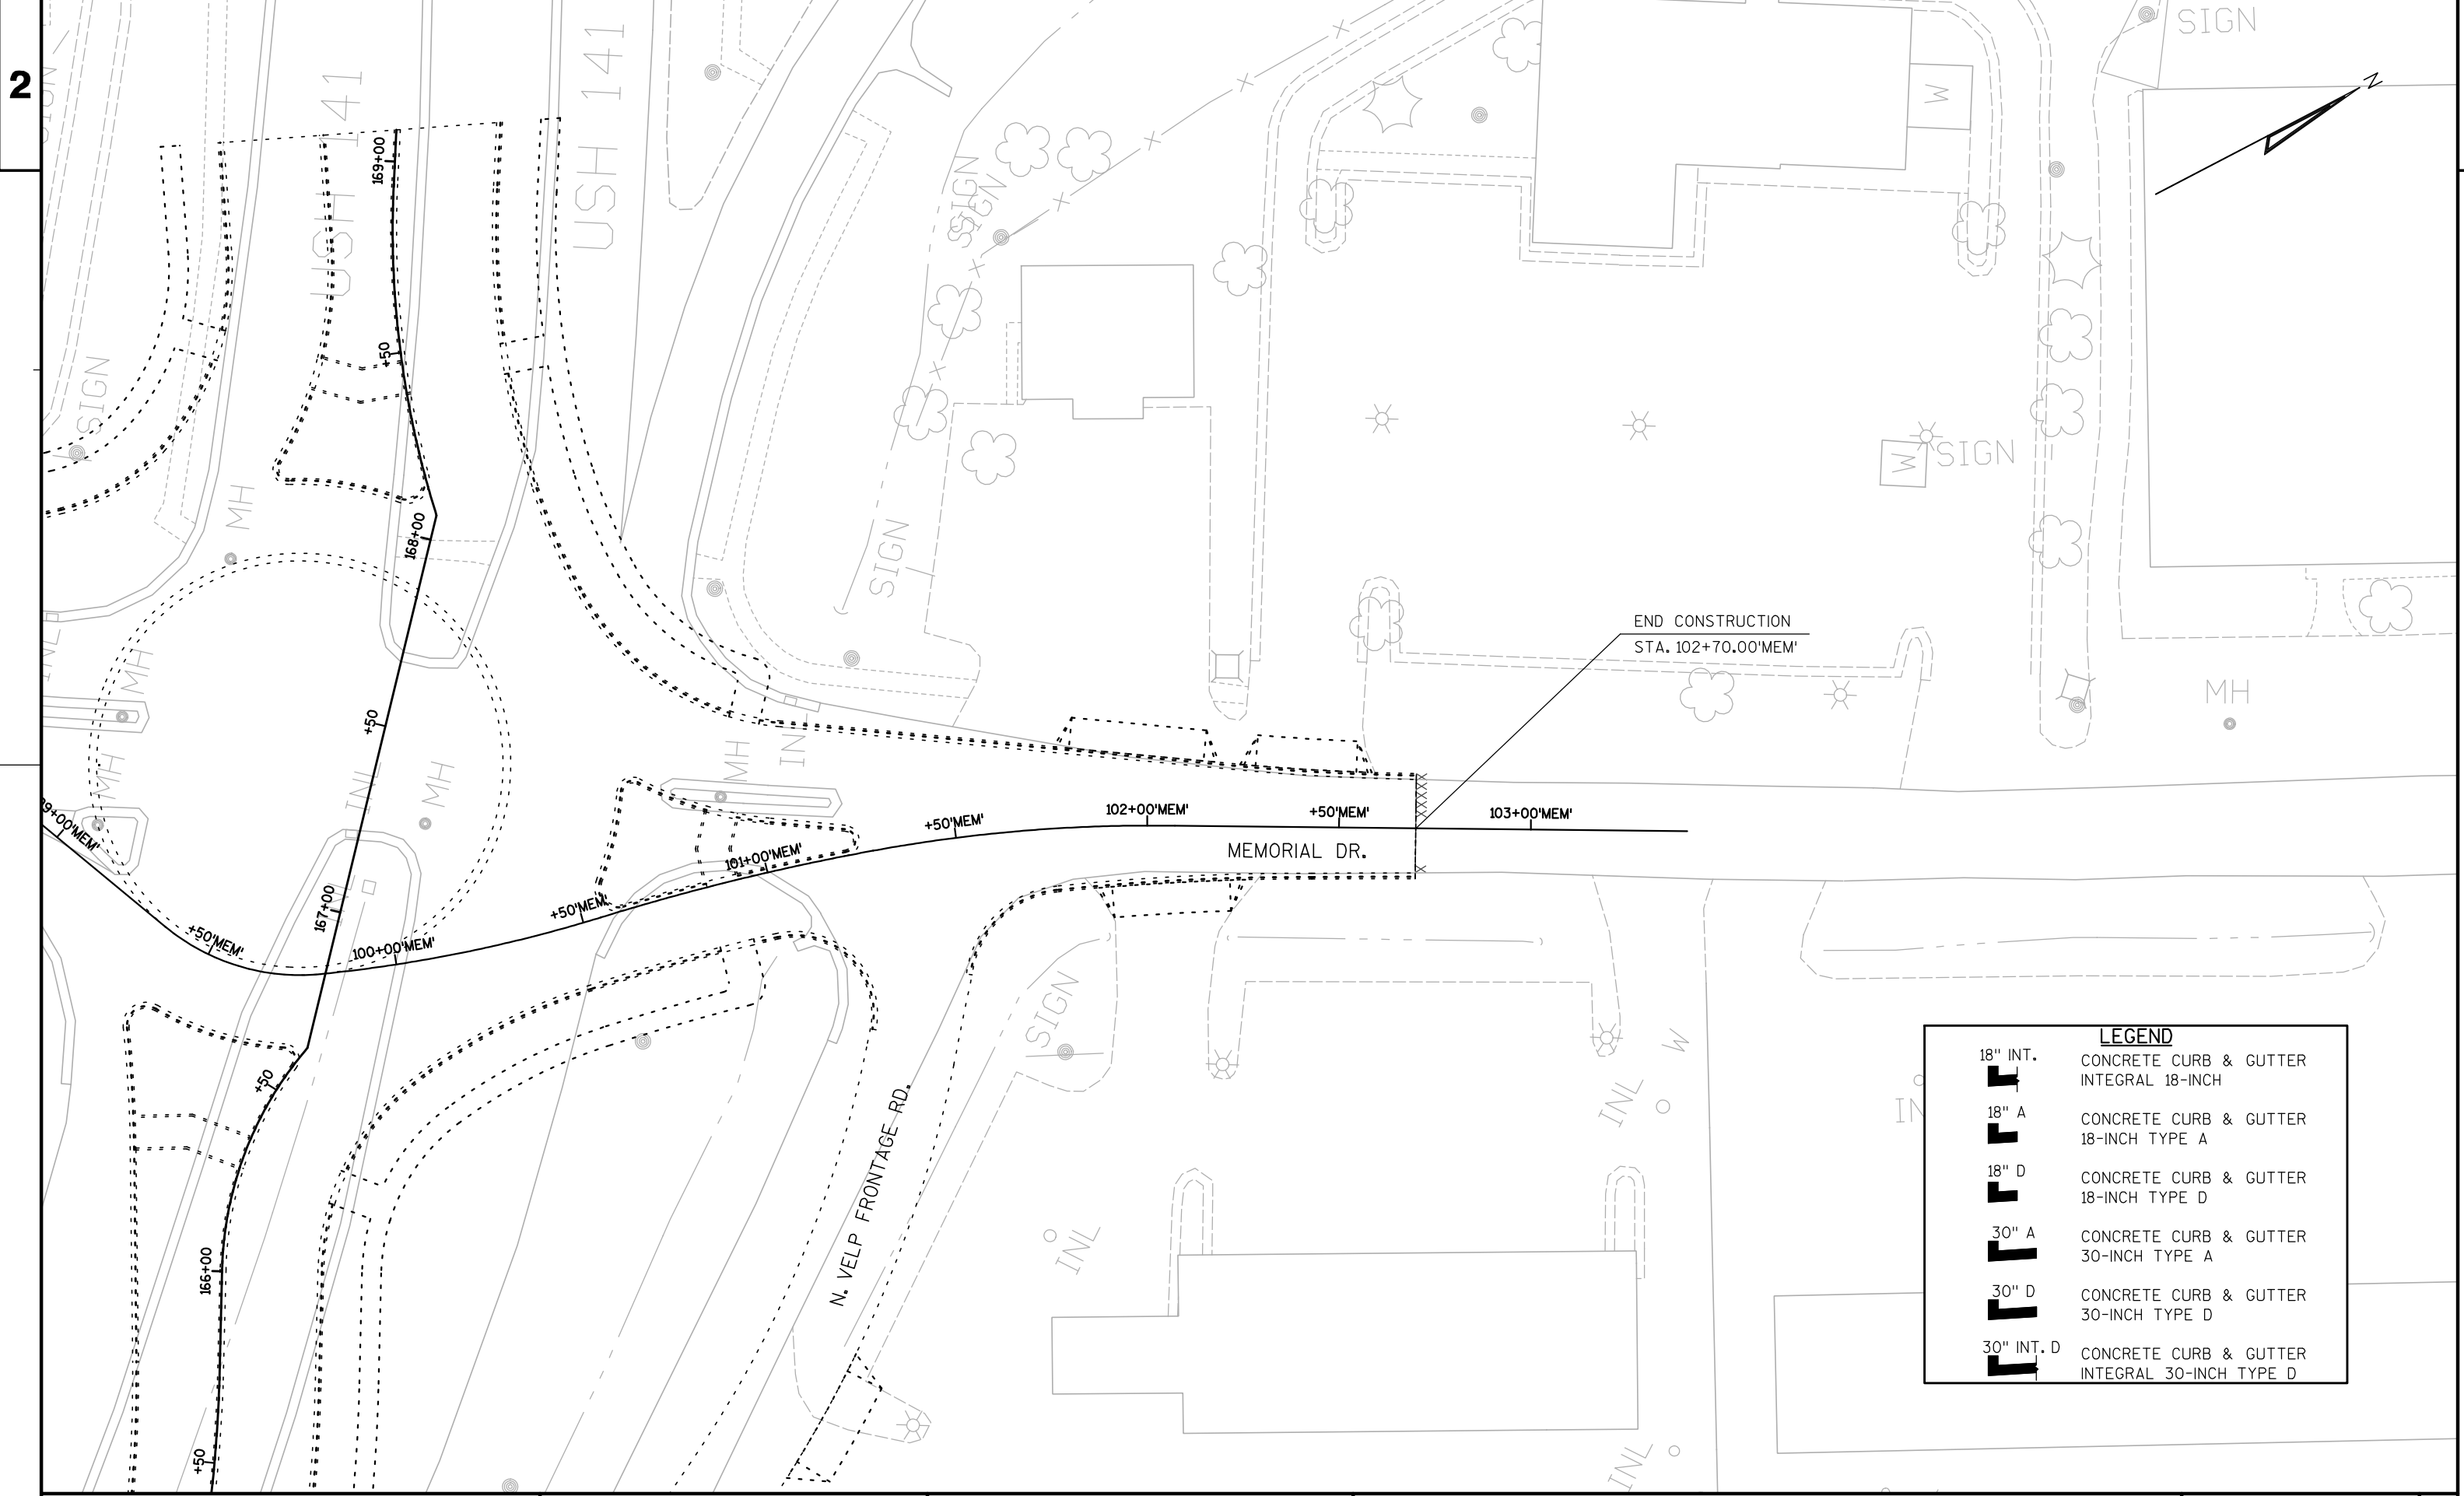 2
SIGN
USH 141
USH 141
SIGN
N
W
169+00
SIGN
SIGN
+50
SIGN
W
SIGN
MH
168+00
SIGN
END CONSTRUCTION
STA. 102+70.00'MEM'
MH
MH
+50
MH
INL
MH
MH
INL
MH
102+00'MEM'
+50'MEM'
103+00'MEM'
+50'MEM'
MEMORIAL DR.
101+00'MEM'
9+00'MEM'
167+00
+50'MEM'
+50'MEM'
100+00'MEM'
SIGN
W
+50
INL
N. VELP FRONTAGE RD.
INL
166+00
INL
+50
LEGEND
18" INT.
CONCRETE CURB & GUTTER
INTEGRAL 18-INCH
18" A
CONCRETE CURB & GUTTER
18-INCH TYPE A
18" D
CONCRETE CURB & GUTTER
18-INCH TYPE D
30" A
CONCRETE CURB & GUTTER
30-INCH TYPE A
30" D
CONCRETE CURB & GUTTER
30-INCH TYPE D
30" INT. D
CONCRETE CURB & GUTTER
INTEGRAL 30-INCH TYPE D